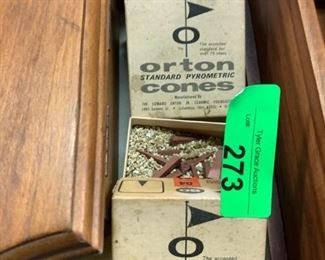 The accepted
standard for
over 75 years
orton
STANDARD PYROMETRIC
cones
Manufactured By
THE EDWARD ORTON JR. CERAMIC FOUNDATION
Tyler Grace Auctions
LOT#
273
04
The accepted